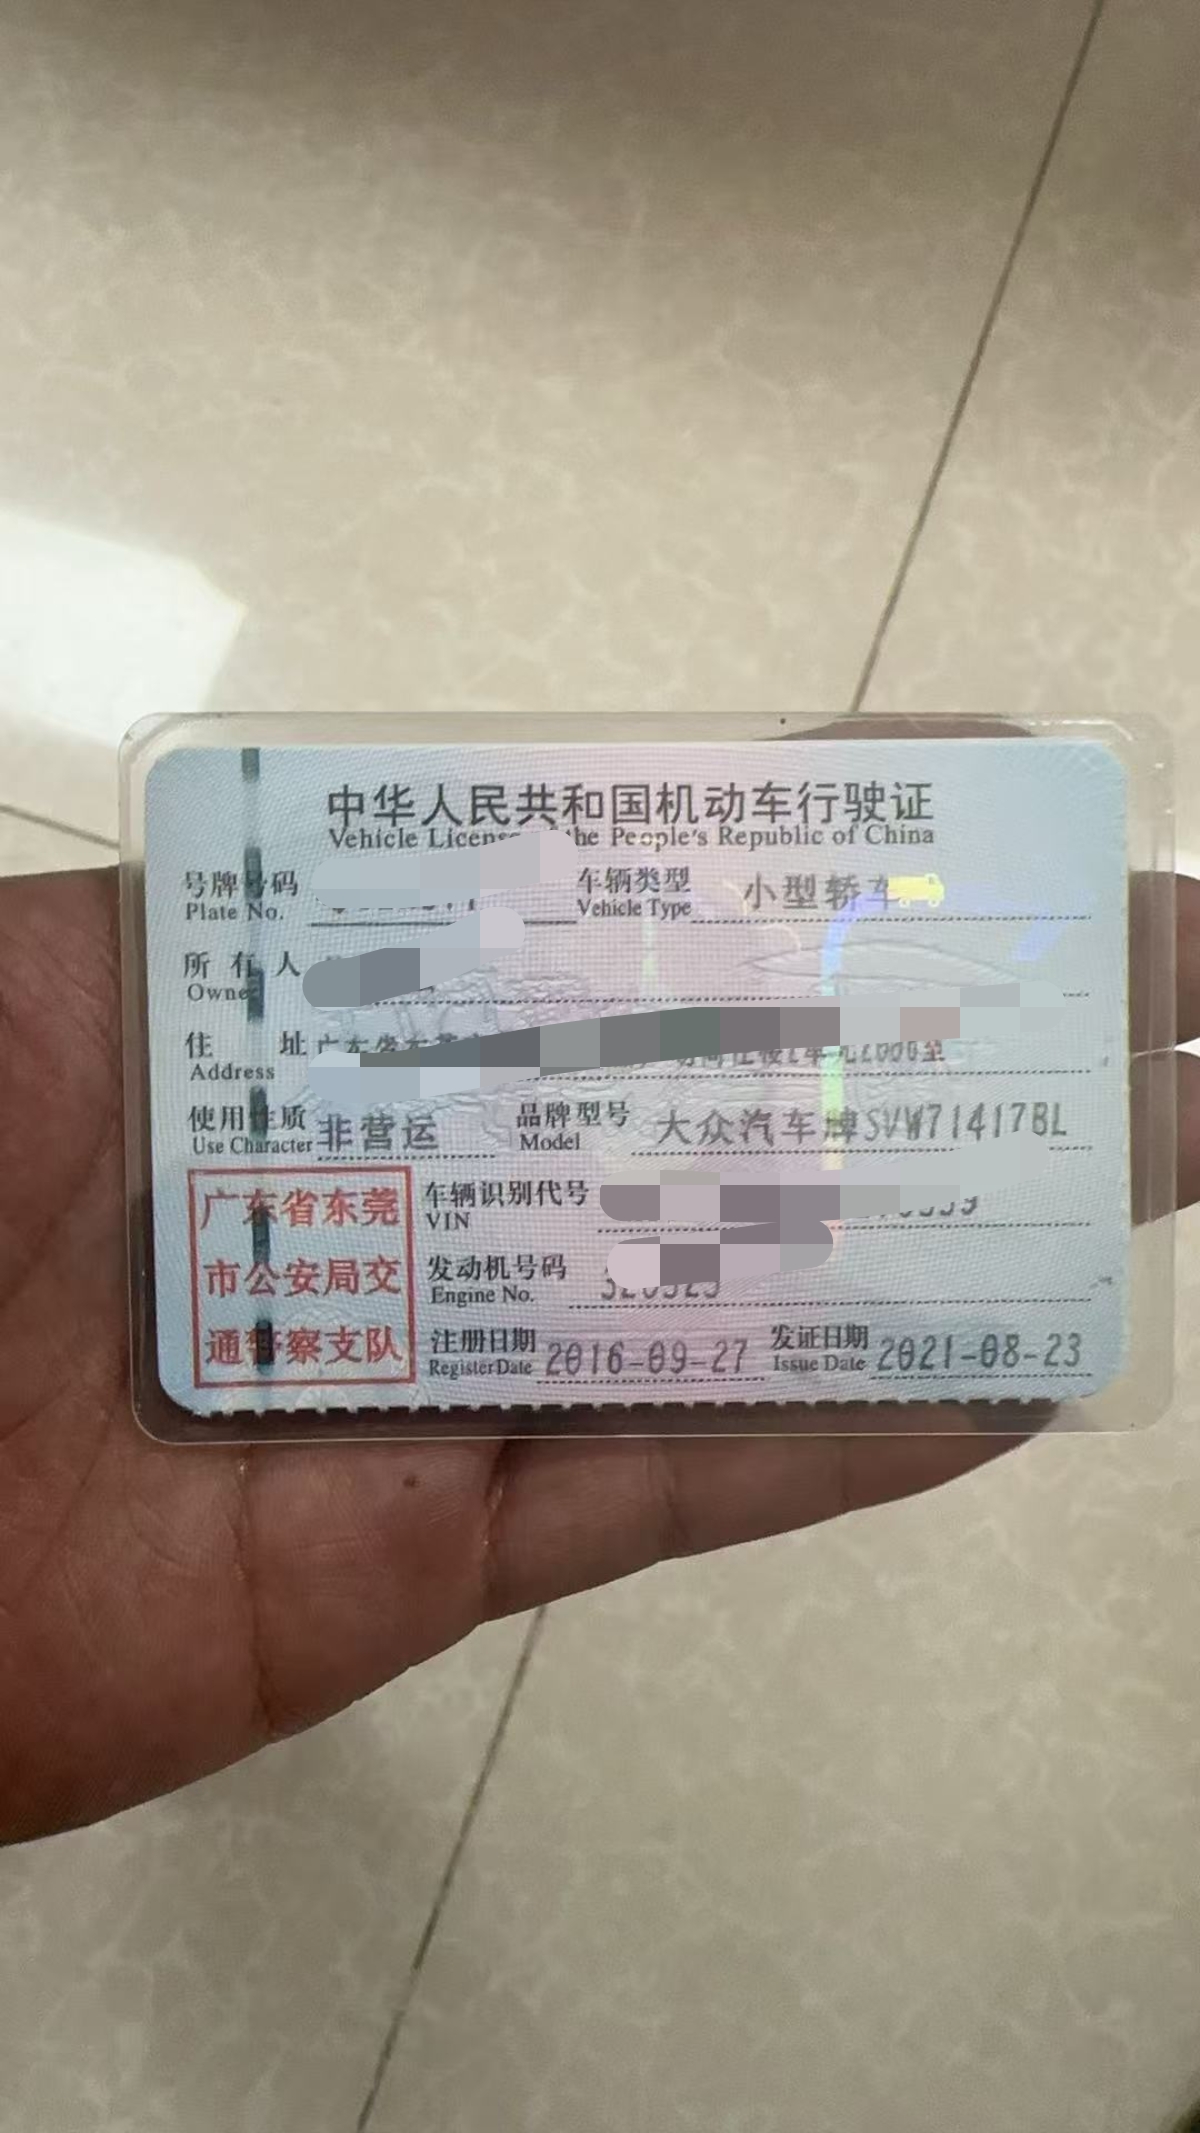 中华人民共和国机动车行驶证
Vehicle License the People's Republic of China
号牌号码 车辆类型 小型轿车
Plate No. Vehicle Type
所有人
Owner
住址 广东省东莞
Address
使用性质 非营运 品牌型号 大众汽车牌SVW71417BL
Use Character Model
广东省东莞
市公安局交
通警察支队
车辆识别代号
VIN
发动机号码
Engine No.
注册日期 2016-09-27 发证日期 2021-08-23
Register Date Issue Date